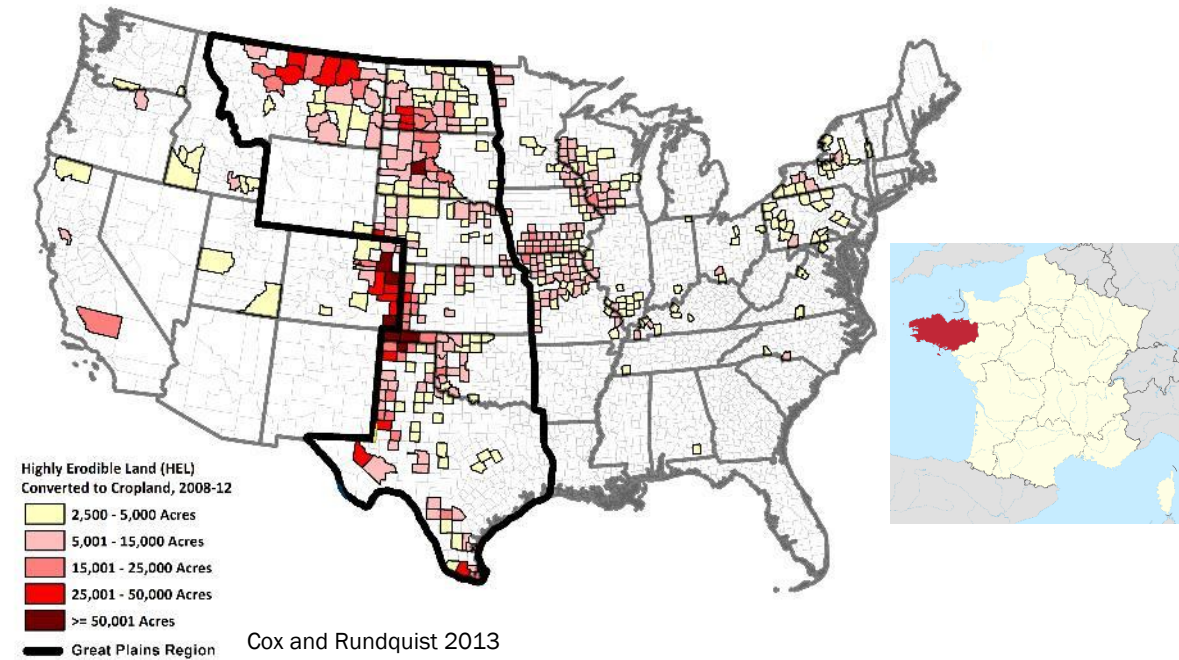 Highly Erodible Land (HEL)
Converted to Cropland, 2008-12
2,500 - 5,000 Acres
5,001 - 15,000 Acres
15,001 - 25,000 Acres
25,001 - 50,000 Acres
>= 50,001 Acres
Great Plains Region
Cox and Rundquist 2013